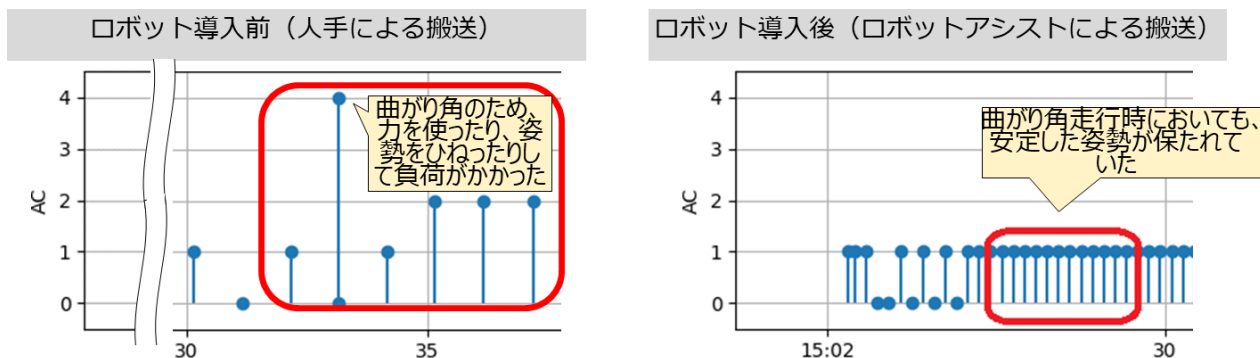 ロボット導入前（人手による搬送）
4
3
2
1
0
AC
30
35
曲がり角のため、
力を使ったり、姿
勢をひねったりし
て負荷がかかった
ロボット導入後（ロボットアシストによる搬送）
4
3
2
1
0
AC
15:02
30
曲がり角走行時においても、
安定した姿勢が保たれて
いた